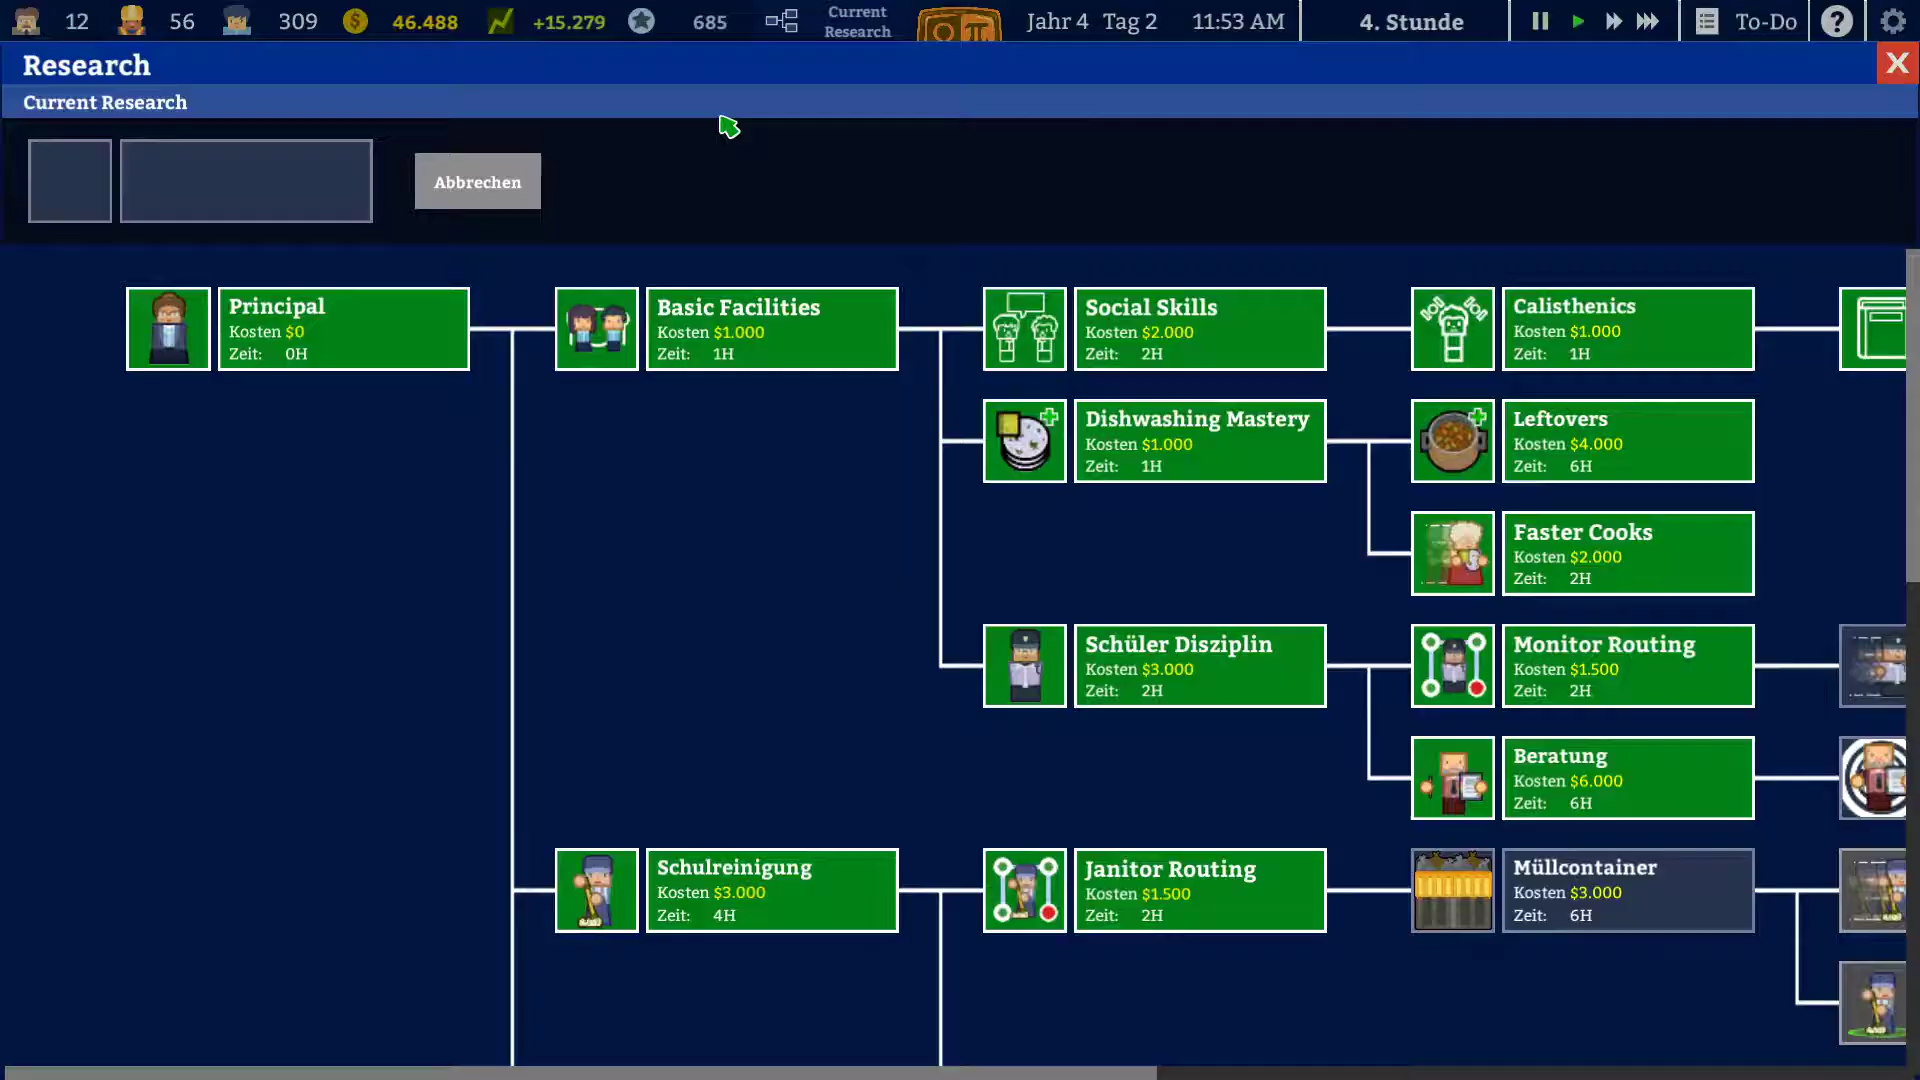 12 56 309 46.488 +15.279 685 Current Research Jahr 4 Tag 2 11:53 AM 4. Stunde To-Do ?
Research X
Current Research
Abbrechen
Principal
Kosten $0
Zeit: 0H
Basic Facilities
Kosten $1.000
Zeit: 1H
Social Skills
Kosten $2.000
Zeit: 2H
Calisthenics
Kosten $1.000
Zeit: 1H
Dishwashing Mastery
Kosten $1.000
Zeit: 1H
Leftovers
Kosten $4.000
Zeit: 6H
Faster Cooks
Kosten $2.000
Zeit: 2H
Schüler Disziplin
Kosten $3.000
Zeit: 2H
Monitor Routing
Kosten $1.500
Zeit: 2H
Beratung
Kosten $6.000
Zeit: 6H
Schulreinigung
Kosten $3.000
Zeit: 4H
Janitor Routing
Kosten $1.500
Zeit: 2H
Müllcontainer
Kosten $3.000
Zeit: 6H